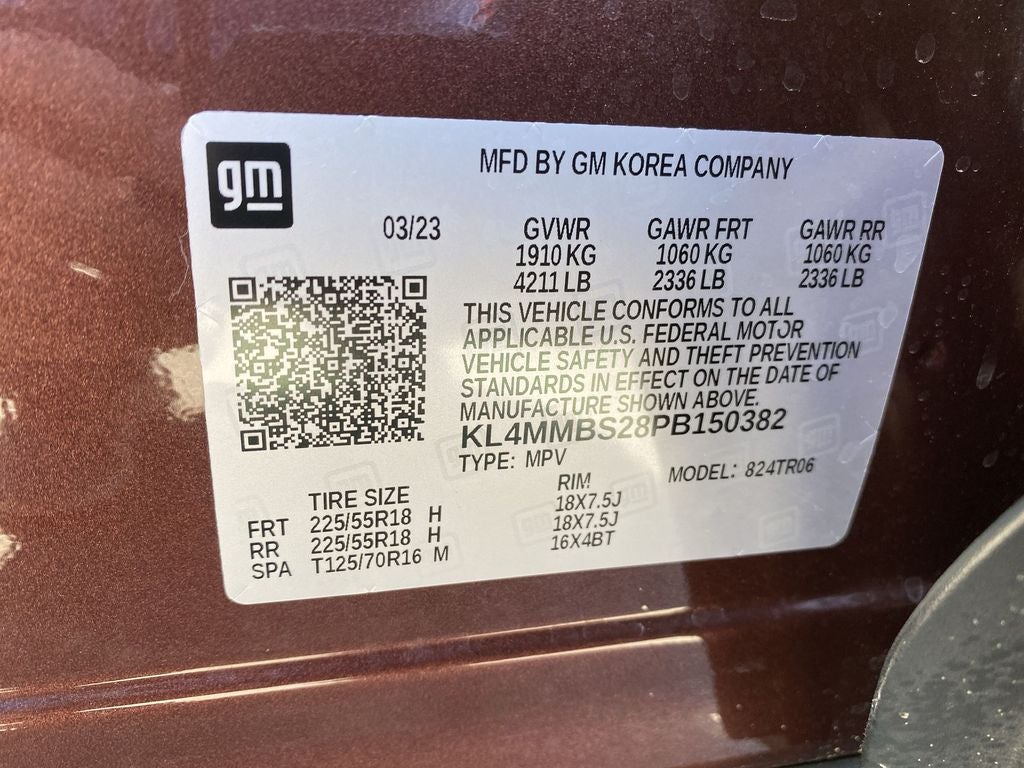 gm
MFD BY GM KOREA COMPANY
03/23 GVWR GAWR FRT GAWR RR
1910 KG 1060 KG 1060 KG
4211 LB 2336 LB 2336 LB
THIS VEHICLE CONFORMS TO ALL
APPLICABLE U.S. FEDERAL MOTOR
VEHICLE SAFETY AND THEFT PREVENTION
STANDARDS IN EFFECT ON THE DATE OF
MANUFACTURE SHOWN ABOVE.
KL4MMBS28PB150382
TYPE: MPV MODEL: 824TR06
TIRE SIZE RIM
FRT 225/55R18 H 18X7.5J
RR 225/55R18 H 18X7.5J
SPA T125/70R16 M 16X4BT